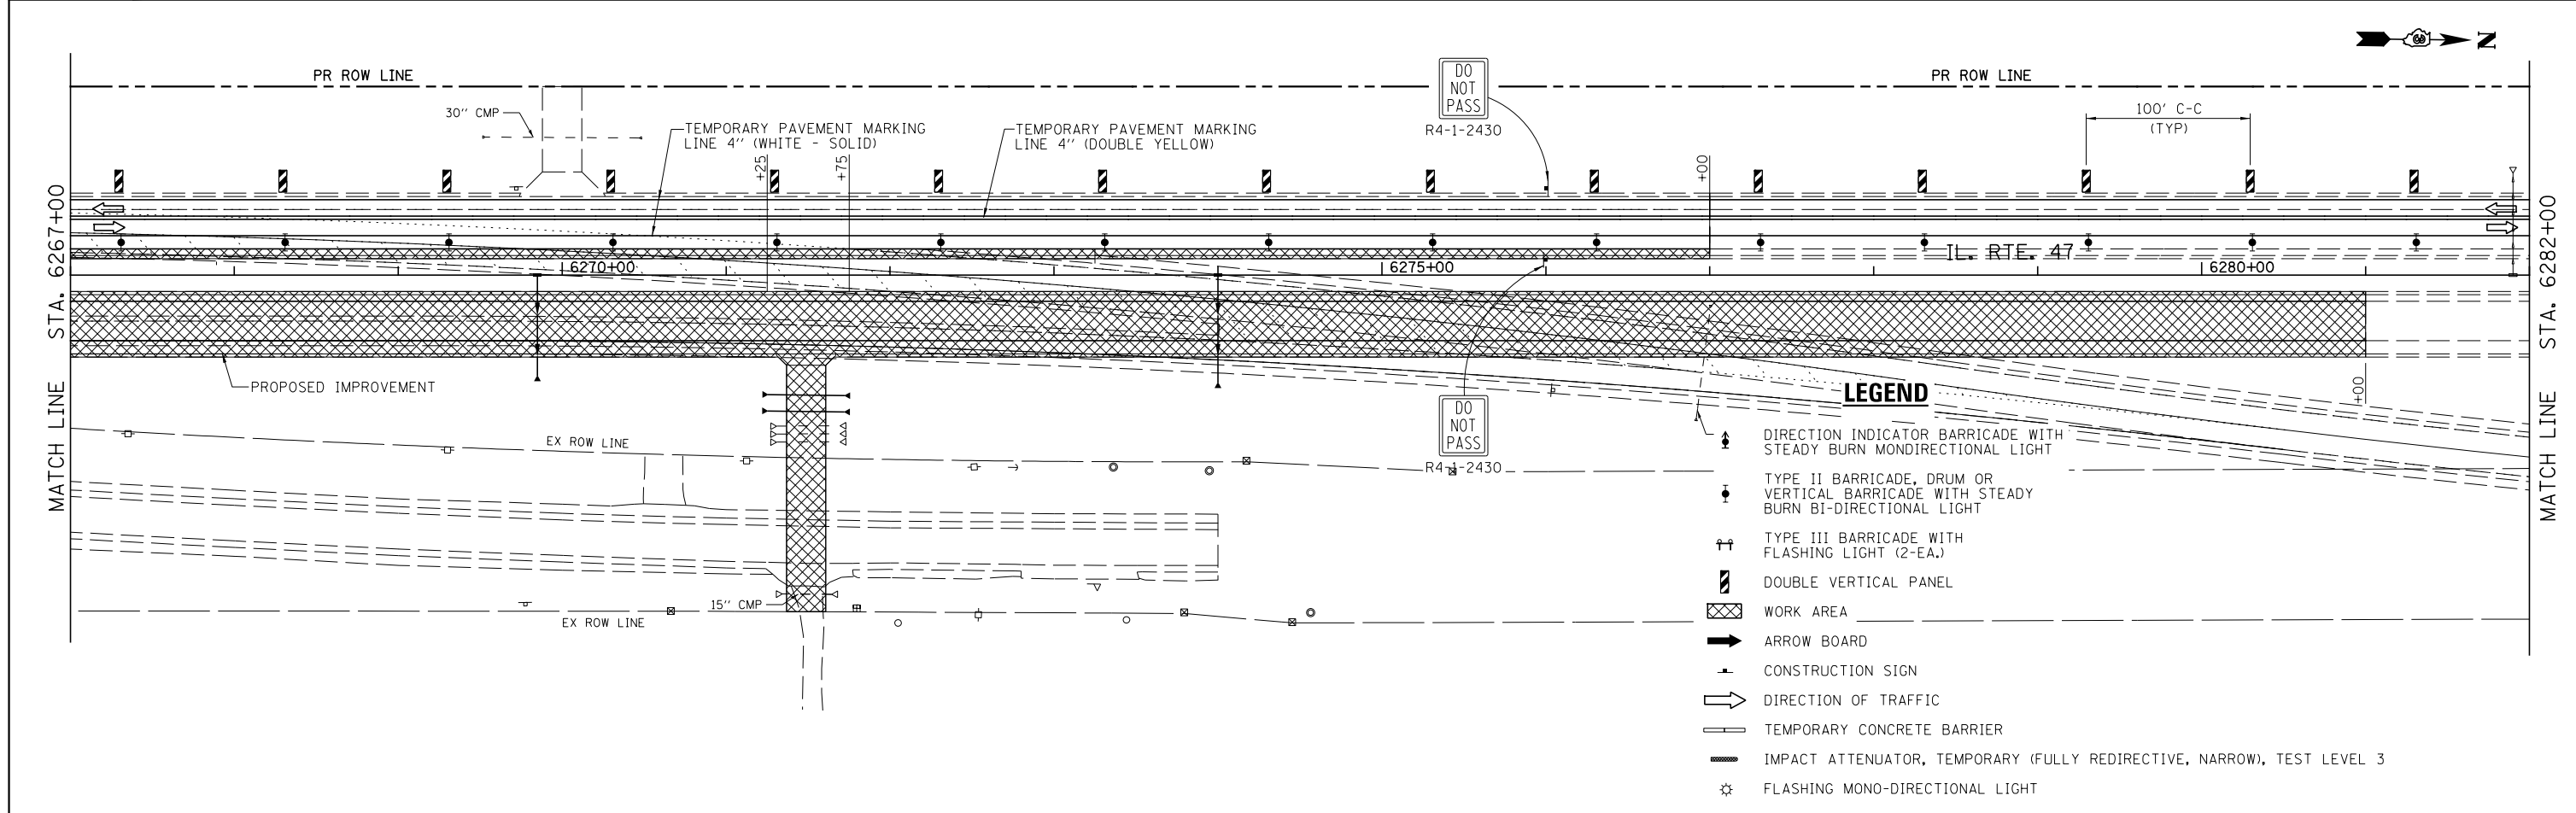 N
PR ROW LINE
PR ROW LINE
30" CMP
TEMPORARY PAVEMENT MARKING
LINE 4" (WHITE - SOLID)
TEMPORARY PAVEMENT MARKING
LINE 4" (DOUBLE YELLOW)
DO
NOT
PASS
R4-1-2430
100' C-C
(TYP)
+25
+75
+00
MATCH LINE STA. 6267+00
6270+00
6275+00
IL. RTE. 47
6280+00
MATCH LINE STA. 6282+00
PROPOSED IMPROVEMENT
+00
EX ROW LINE
DO
NOT
PASS
R4-1-2430
15" CMP
EX ROW LINE
LEGEND
DIRECTION INDICATOR BARRICADE WITH
STEADY BURN MONDIRECTIONAL LIGHT
TYPE II BARRICADE, DRUM OR
VERTICAL BARRICADE WITH STEADY
BURN BI-DIRECTIONAL LIGHT
TYPE III BARRICADE WITH
FLASHING LIGHT (2-EA.)
DOUBLE VERTICAL PANEL
WORK AREA
ARROW BOARD
CONSTRUCTION SIGN
DIRECTION OF TRAFFIC
TEMPORARY CONCRETE BARRIER
IMPACT ATTENUATOR, TEMPORARY (FULLY REDIRECTIVE, NARROW), TEST LEVEL 3
FLASHING MONO-DIRECTIONAL LIGHT